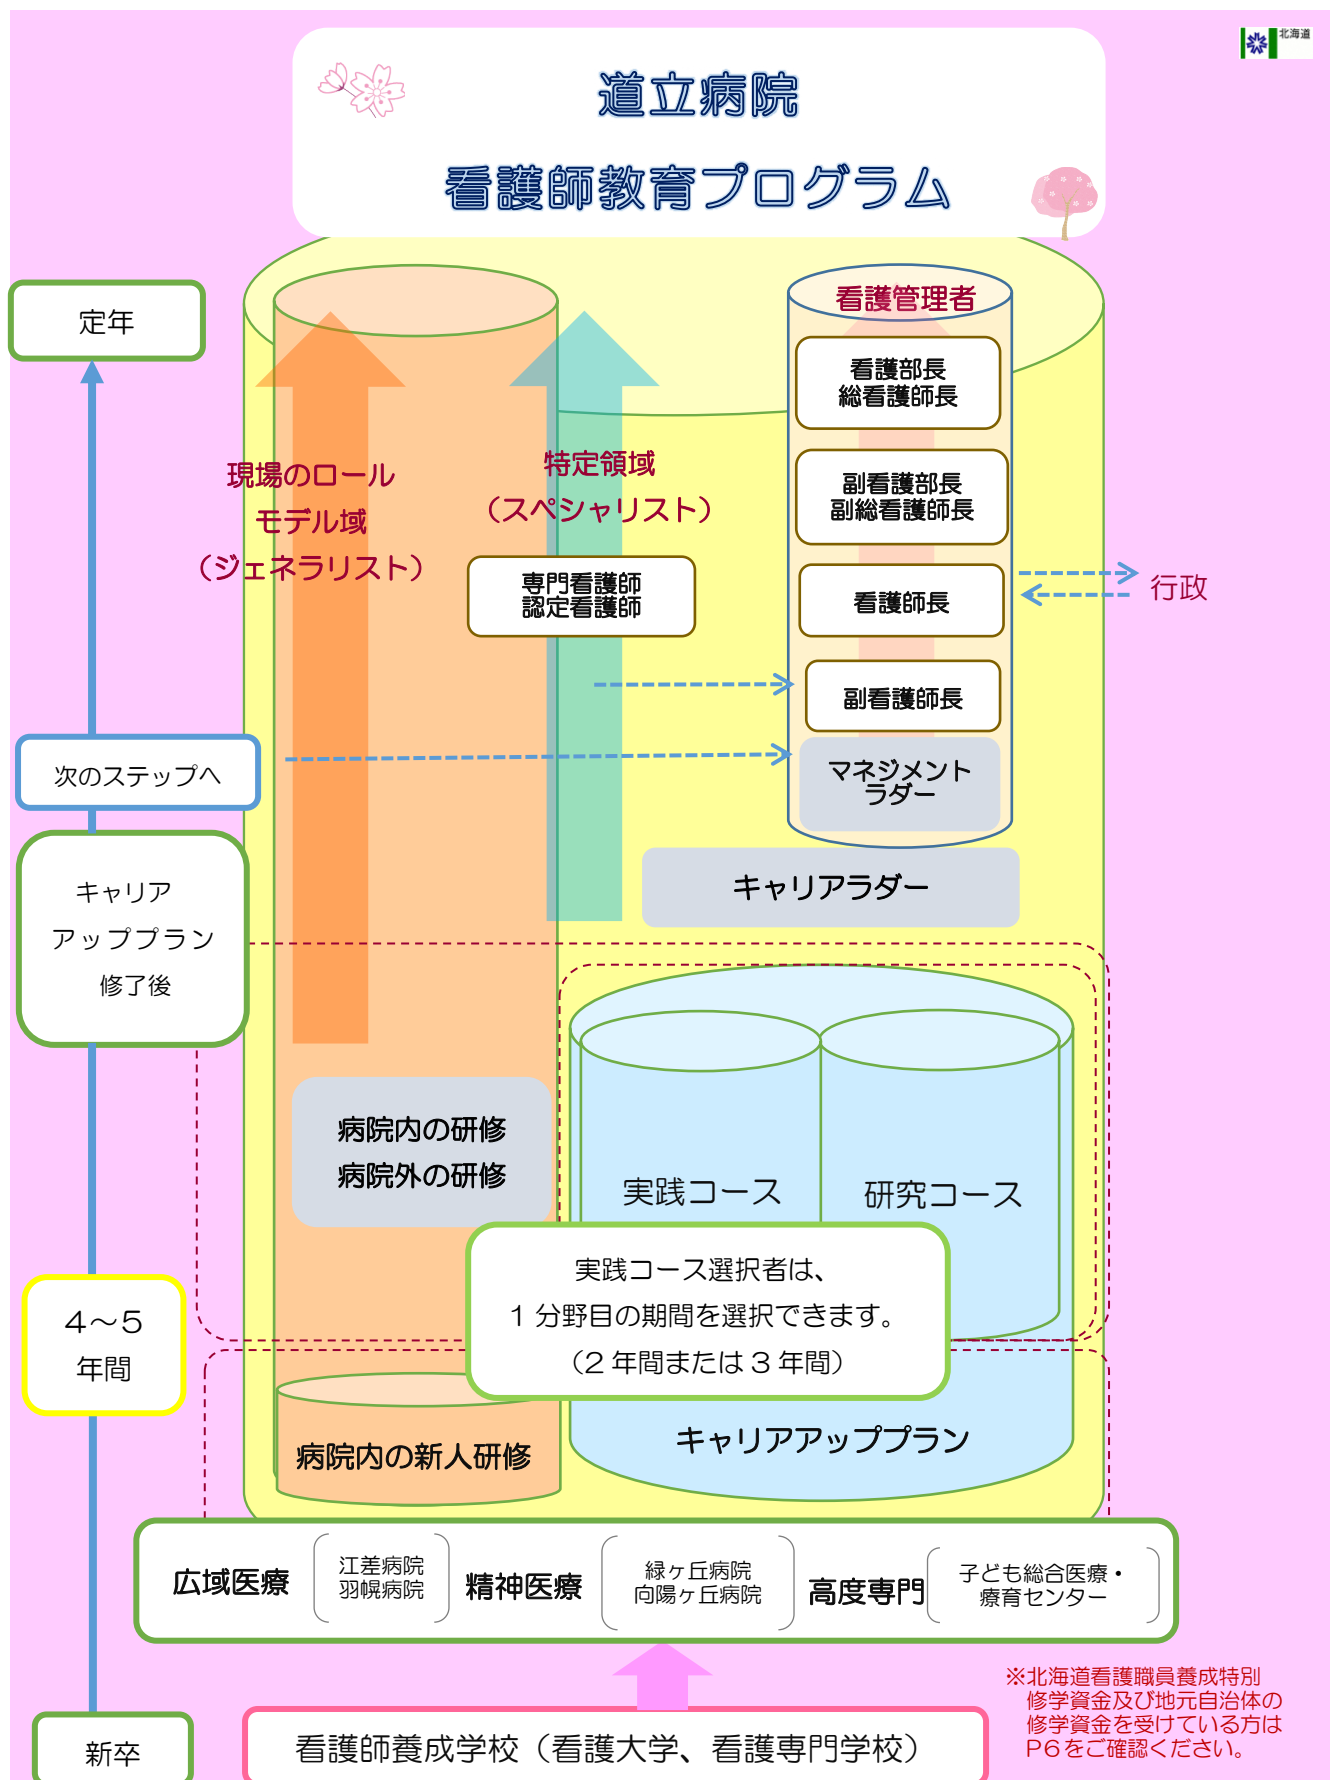 北海道
道立病院
看護師教育プログラム
定年
看護管理者
看護部長
総看護師長
現場のロール
モデル域
（ジェネラリスト）
特定領域
（スペシャリスト）
副看護部長
副総看護師長
専門看護師
認定看護師
看護師長
行政
副看護師長
次のステップへ
マネジメント
ラダー
キャリア
アッププラン
修了後
キャリアラダー
病院内の研修
病院外の研修
実践コース
研究コース
実践コース選択者は、
１分野目の期間を選択できます。
（２年間または３年間）
４～５
年間
キャリアアッププラン
病院内の新人研修
広域医療
江差病院
羽幌病院
精神医療
緑ヶ丘病院
向陽ヶ丘病院
高度専門
子ども総合医療・
療育センター
※北海道看護職員養成特別
修学資金及び地元自治体の
修学資金を受けている方は
Ｐ６をご確認ください。
新卒
看護師養成学校（看護大学、看護専門学校）